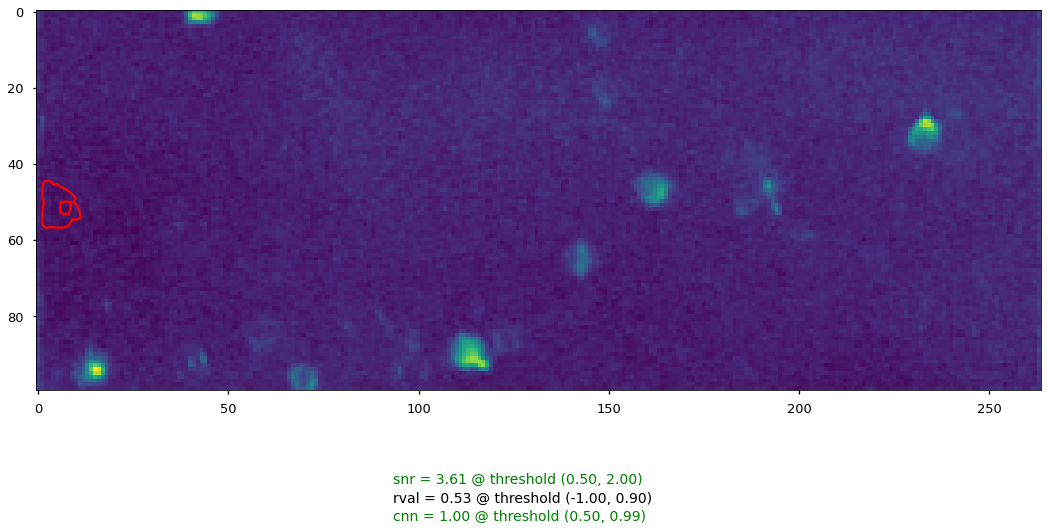 0
20
40
60
80
0 50 100 150 200 250
snr = 3.61 @ threshold (0.50, 2.00)
rval = 0.53 @ threshold (-1.00, 0.90)
cnn = 1.00 @ threshold (0.50, 0.99)